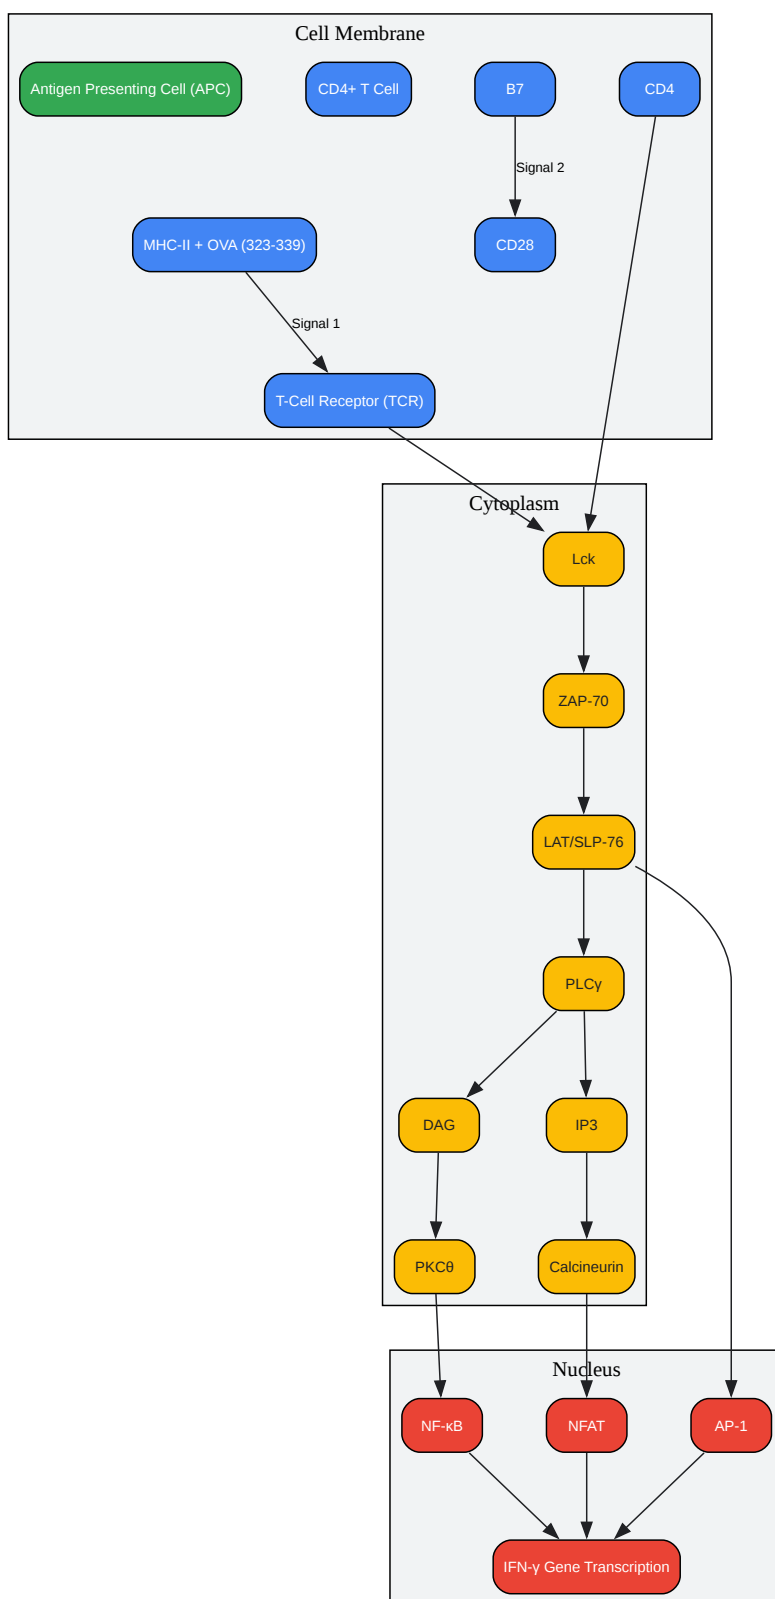 Cell Membrane
Antigen Presenting Cell (APC)
CD4+ T Cell
B7
CD4
Signal 2
MHC-II + OVA (323-339)
CD28
Signal 1
T-Cell Receptor (TCR)
Cytoplasm
Lck
ZAP-70
LAT/SLP-76
PLCγ
DAG
IP3
PKCθ
Calcineurin
Nucleus
NF-κB
NFAT
AP-1
IFN-γ Gene Transcription